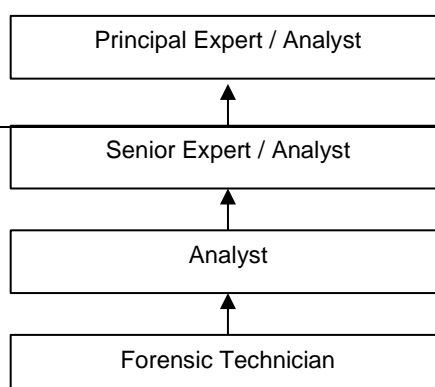 Principal Expert / Analyst
Senior Expert / Analyst
Analyst
Forensic Technician